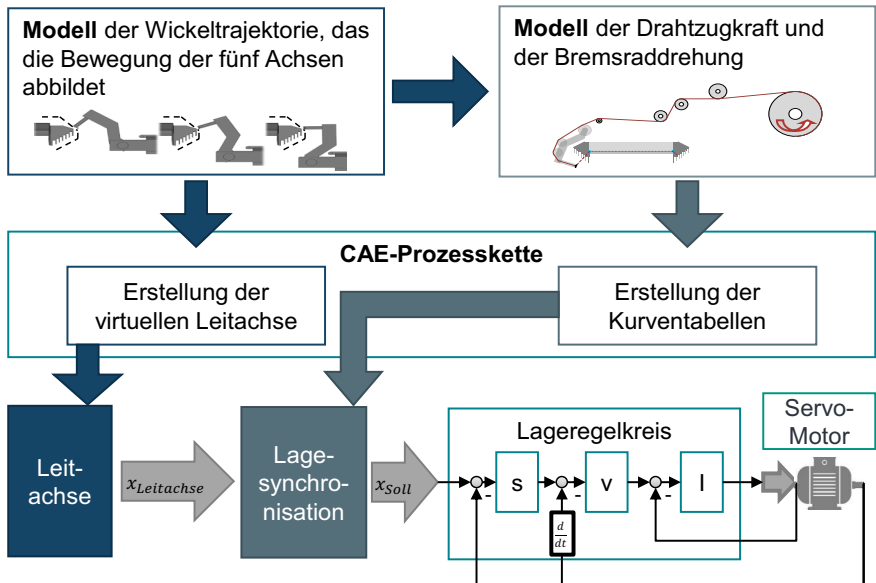 Modell der Wickeltrajektorie, das
die Bewegung der fünf Achsen
abbildet
Modell der Drahtzugkraft und
der Bremsraddrehung
CAE-Prozesskette
Erstellung der
virtuellen Leitachse
Erstellung der
Kurventabellen
Leit-
achse
x_Leitachse
Lage-
synchro-
nisation
x_Soll
Lageregelkreis
s
v
I
-
-
-
d
dt
Servo-
Motor